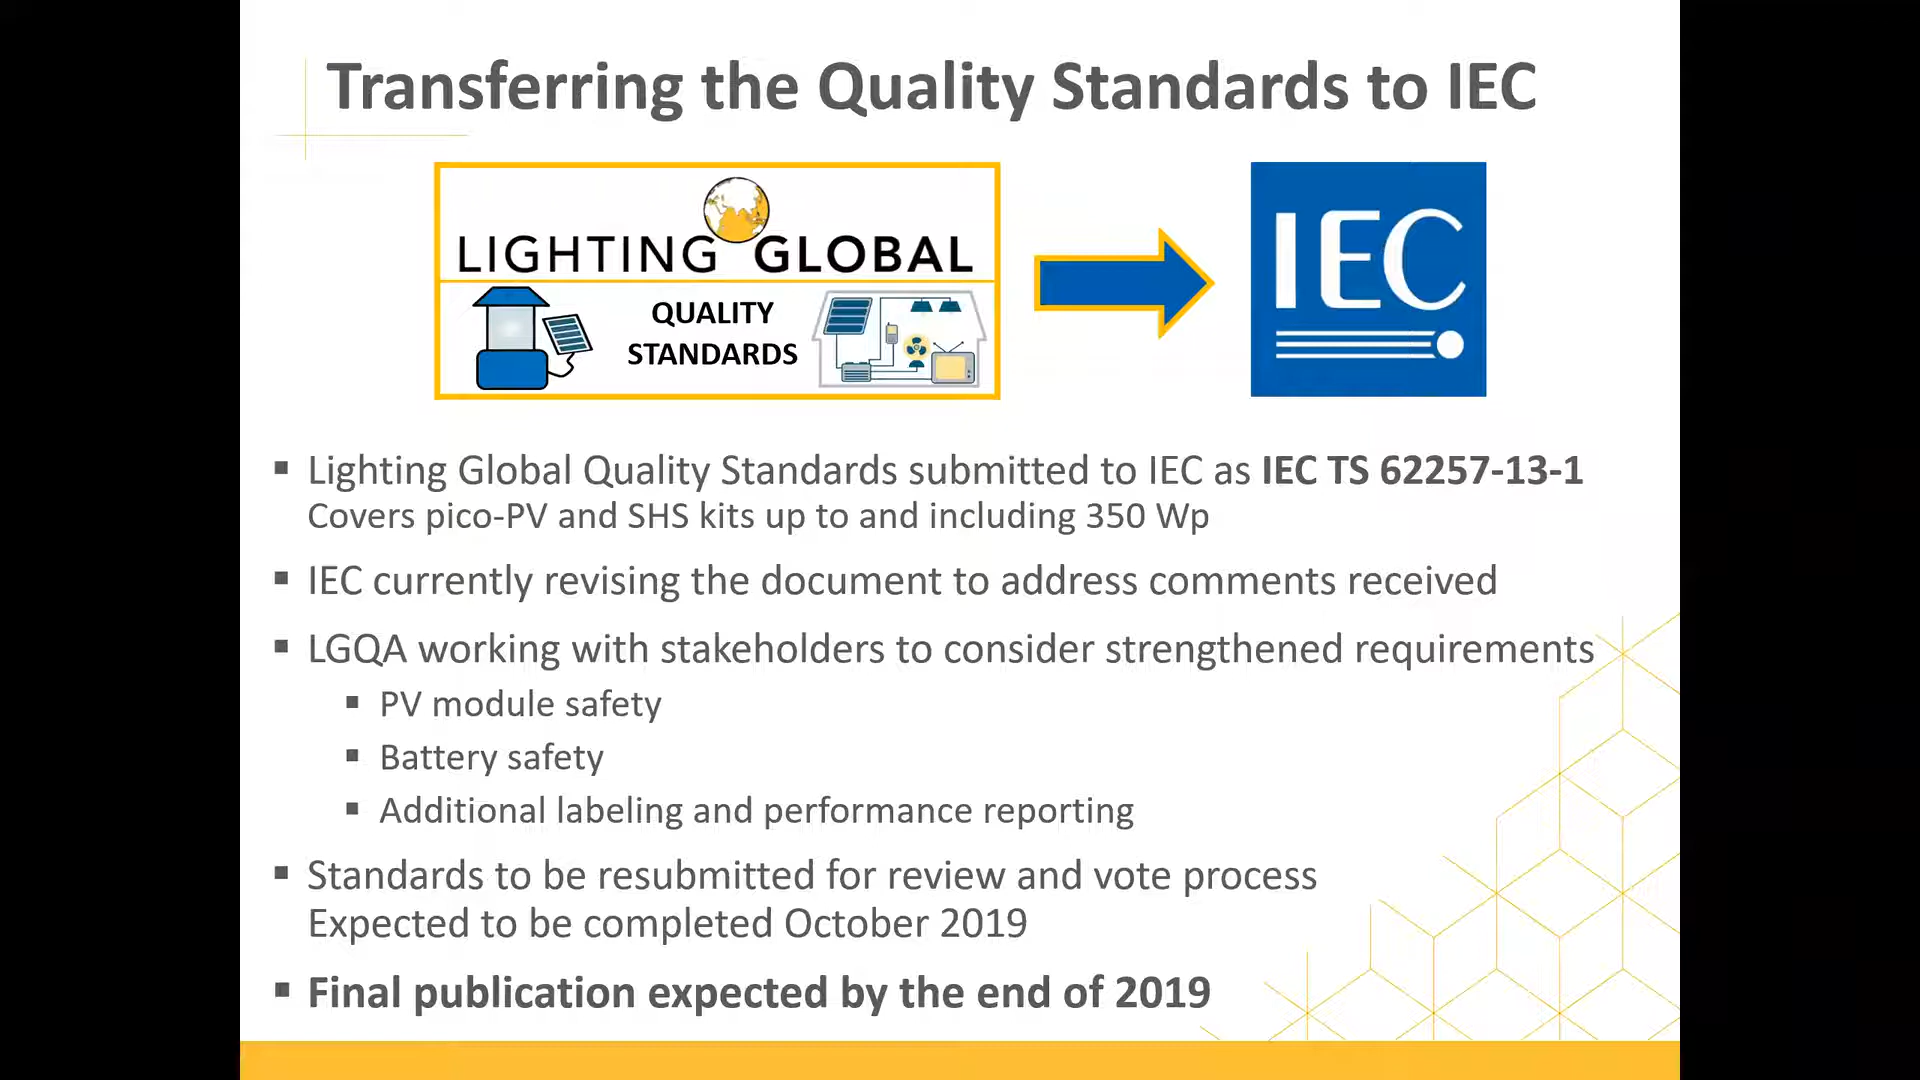 Transferring the Quality Standards to IEC
LIGHTING GLOBAL
QUALITY
STANDARDS
IEC
▪ Lighting Global Quality Standards submitted to IEC as IEC TS 62257-13-1
Covers pico-PV and SHS kits up to and including 350 Wp
▪ IEC currently revising the document to address comments received
▪ LGQA working with stakeholders to consider strengthened requirements
▪ PV module safety
▪ Battery safety
▪ Additional labeling and performance reporting
▪ Standards to be resubmitted for review and vote process
Expected to be completed October 2019
▪ Final publication expected by the end of 2019